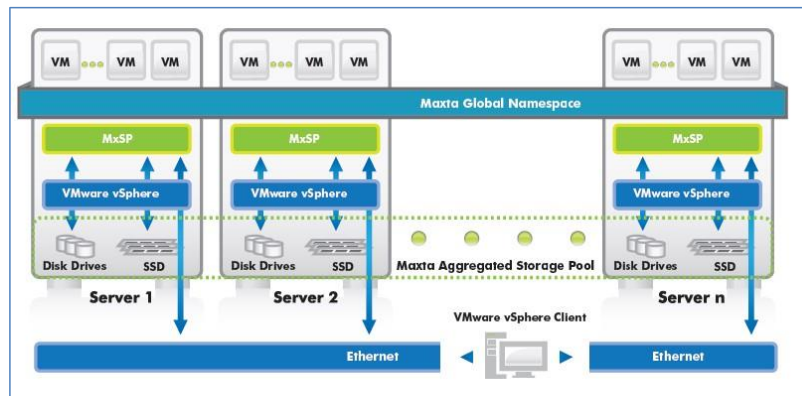 VM VM VM VM VM VM VM VM VM
Maxta Global Namespace
MxSP MxSP MxSP
VMware vSphere VMware vSphere VMware vSphere
Disk Drives SSD Disk Drives SSD Maxta Aggregated Storage Pool Disk Drives SSD
Server 1 Server 2 Server n
VMware vSphere Client
Ethernet Ethernet